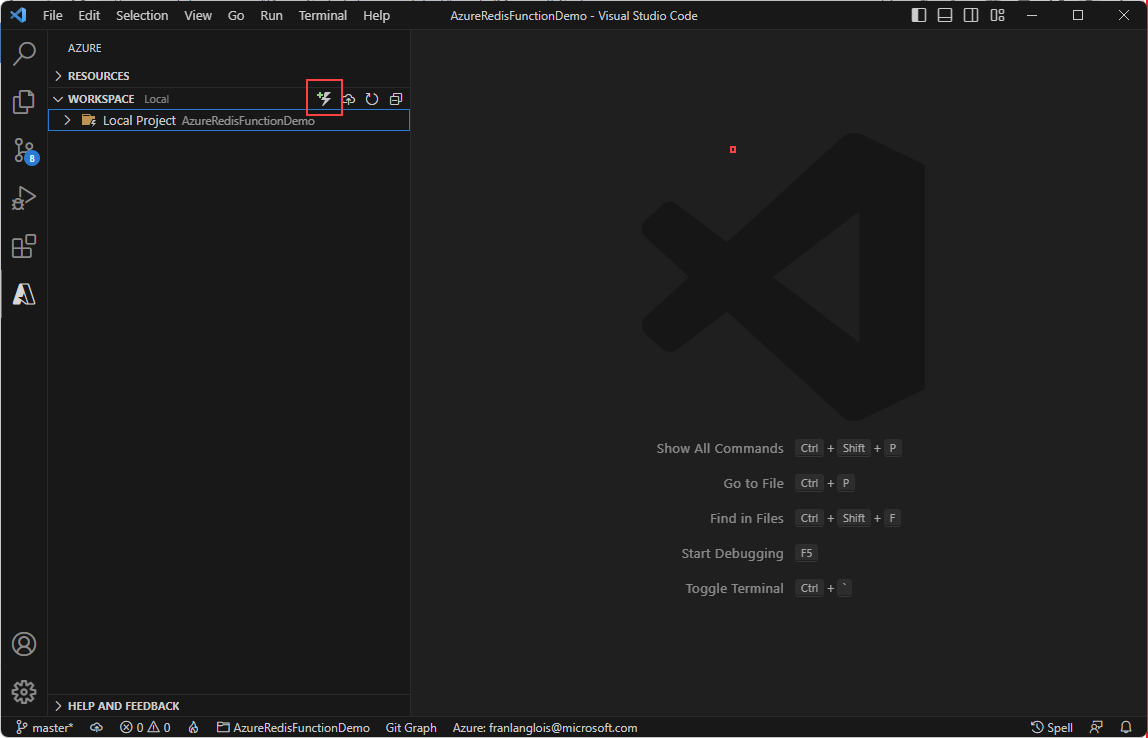 File Edit Selection View Go Run Terminal Help AzureRedisFunctionDemo - Visual Studio Code
AZURE
RESOURCES
WORKSPACE Local
Local Project AzureRedisFunctionDemo
8
Show All Commands Ctrl + Shift + P
Go to File Ctrl + P
Find in Files Ctrl + Shift + F
Start Debugging F5
Toggle Terminal Ctrl + `
HELP AND FEEDBACK
master* 0 0 AzureRedisFunctionDemo Git Graph Azure: franlanglois@microsoft.com Spell